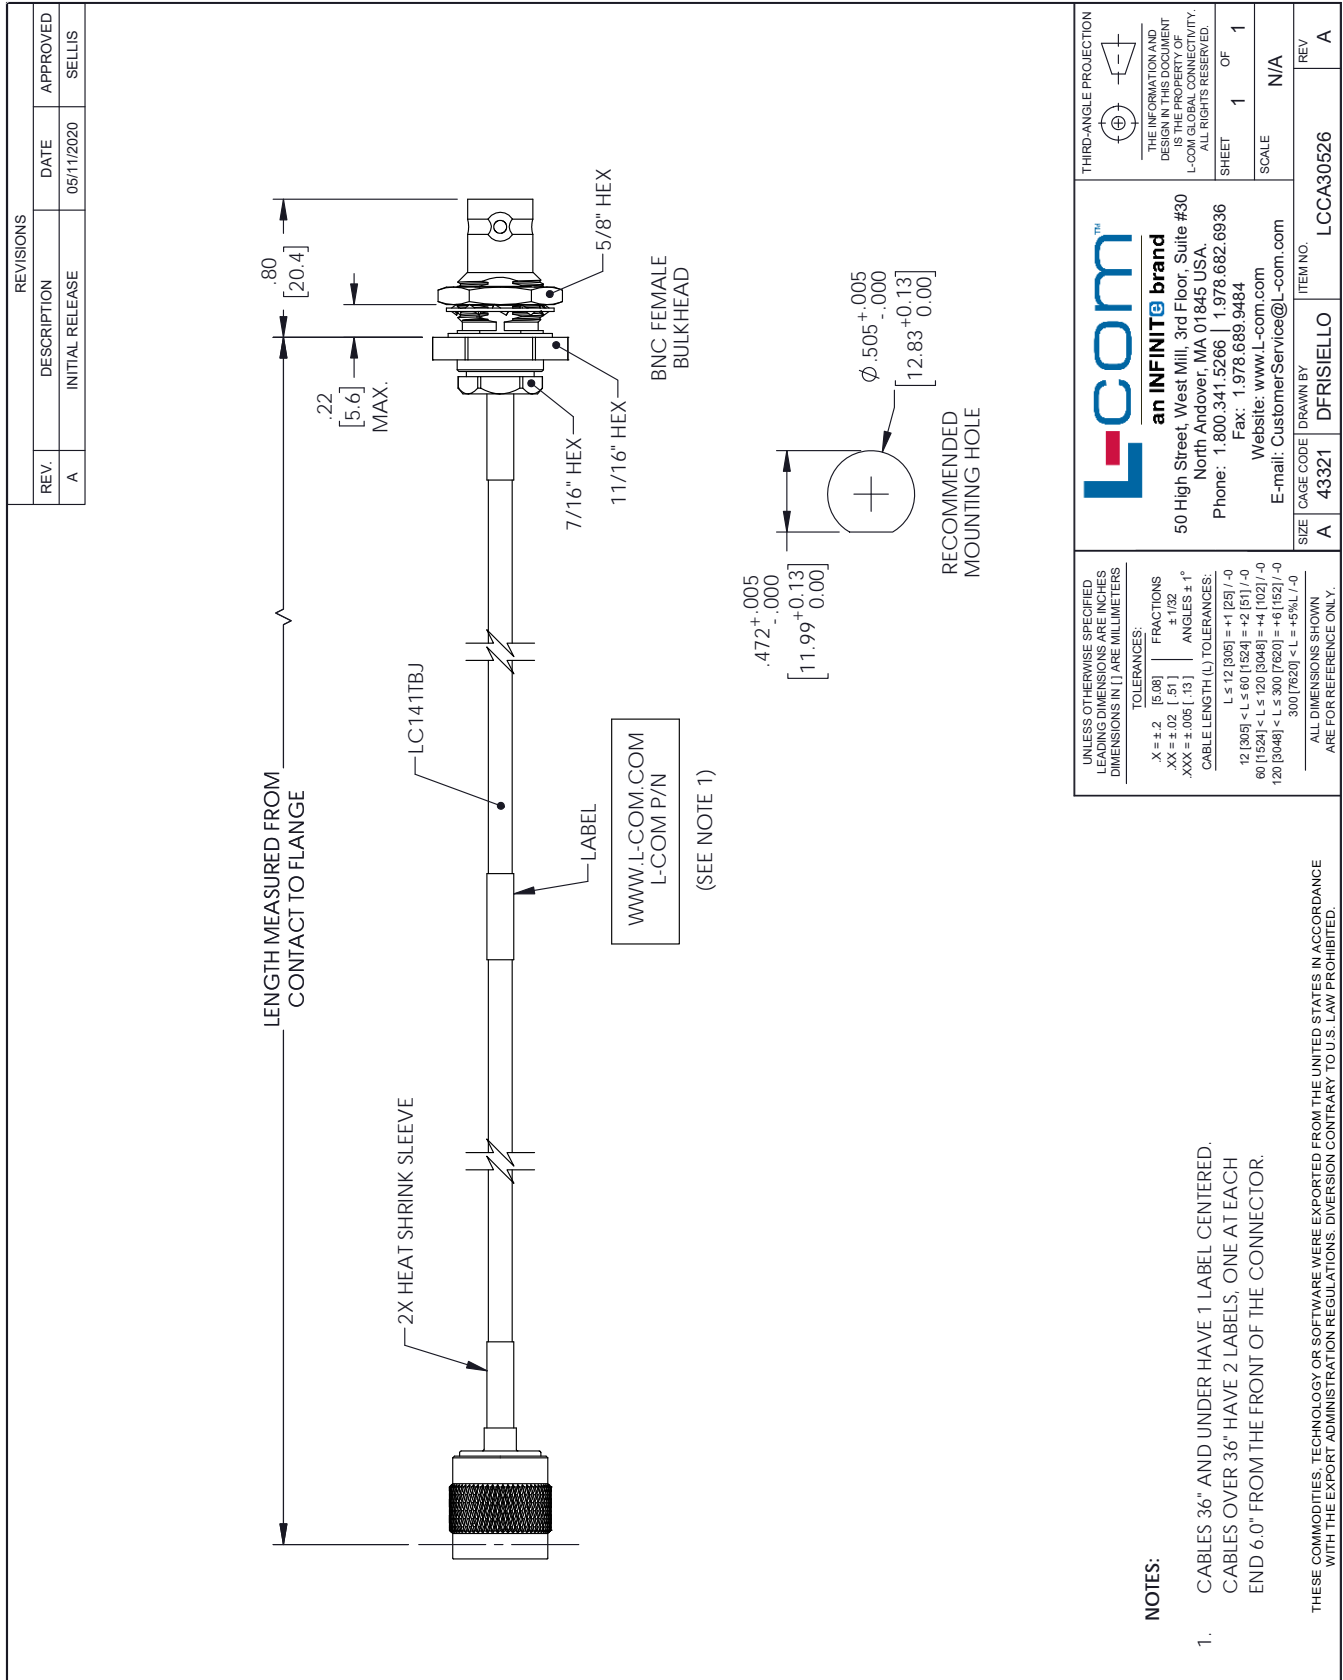 REVISIONS
REV. DESCRIPTION DATE APPROVED
A INITIAL RELEASE 05/11/2020 SELLIS
LENGTH MEASURED FROM
CONTACT TO FLANGE
.80
[20.4]
.22
[5.6]
MAX.
2X HEAT SHRINK SLEEVE
LC141TBJ
LABEL
WWW.L-COM.COM
L-COM P/N
(SEE NOTE 1)
7/16" HEX
11/16" HEX
5/8" HEX
BNC FEMALE
BULKHEAD
.472 +.005
-.000
[11.99 +0.13]
0.00
Ø.505 +.005
-.000
[12.83 +0.13]
0.00
RECOMMENDED
MOUNTING HOLE
NOTES:
1. CABLES 36" AND UNDER HAVE 1 LABEL CENTERED.
CABLES OVER 36" HAVE 2 LABELS, ONE AT EACH
END 6.0" FROM THE FRONT OF THE CONNECTOR.
THESE COMMODITIES, TECHNOLOGY OR SOFTWARE WERE EXPORTED FROM THE UNITED STATES IN ACCORDANCE
WITH THE EXPORT ADMINISTRATION REGULATIONS. DIVERSION CONTRARY TO U.S. LAW PROHIBITED.
UNLESS OTHERWISE SPECIFIED
LEADING DIMENSIONS ARE INCHES
DIMENSIONS IN [ ] ARE MILLIMETERS
TOLERANCES:
.X = ±.2 [5.08] FRACTIONS
.XX = ±.02 [.51] ± 1/32
.XXX = ±.005 [.13] ANGLES ± 1°
CABLE LENGTH (L) TOLERANCES:
L ≤ 12 [305] = +1 [25] / -0
12 [305] < L ≤ 60 [1524] = +2 [51] / -0
60 [1524] < L ≤ 120 [3048] = +4 [102] / -0
120 [3048] < L ≤ 300 [7620] = +6 [152] / -0
300 [7620] < L = +5%L / -0
ALL DIMENSIONS SHOWN
ARE FOR REFERENCE ONLY.
L-com™
an INFINITe brand
50 High Street, West Mill, 3rd Floor, Suite #30
North Andover, MA 01845 USA.
Phone: 1.800.341.5266 | 1.978.682.6936
Fax: 1.978.689.9484
Website: www.L-com.com
E-mail: CustomerService@L-com.com
THIRD-ANGLE PROJECTION
THE INFORMATION AND
DESIGN IN THIS DOCUMENT
IS THE PROPERTY OF
L-COM GLOBAL CONNECTIVITY.
ALL RIGHTS RESERVED.
SHEET 1 OF 1
SCALE N/A
SIZE A
CAGE CODE 43321
DRAWN BY DFRISIELLO
ITEM NO. LCCA30526
REV A